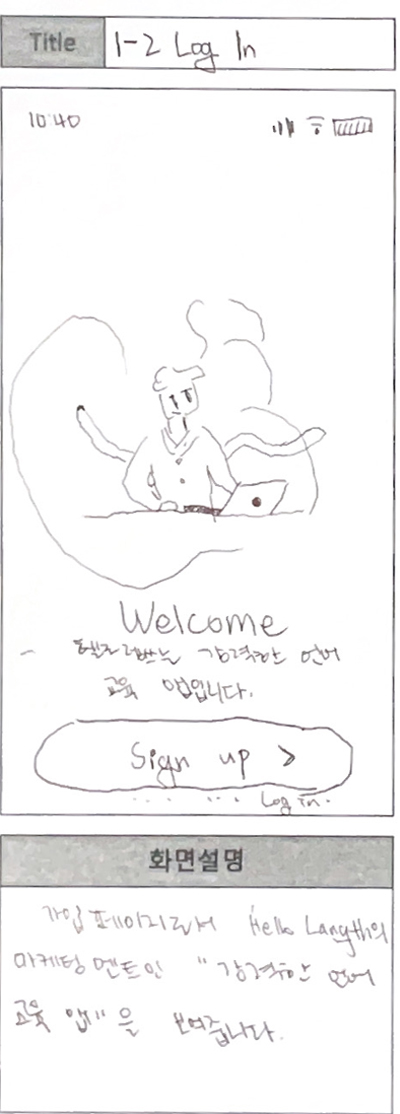 Title
1-2 Log In
10:40
Welcome
헬로래쓰는 강력한 언어
교육 앱입니다.
Sign up >
.... ... Log in.
화면설명
가입 페이지로서 Hello Langth의
마케팅 멘트인 "강력한 언어
교육 앱"을 보여줍니다.